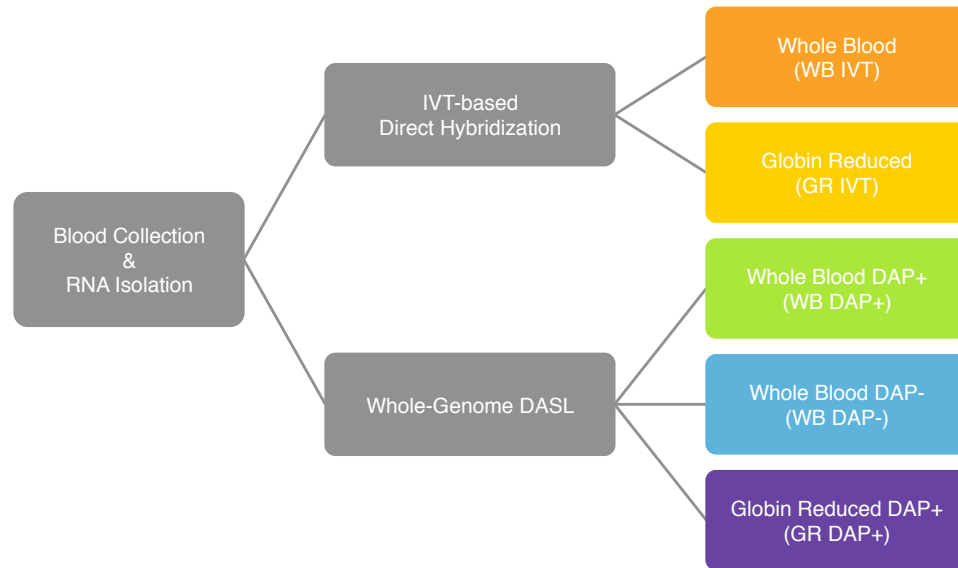 Blood Collection
&
RNA Isolation
IVT-based
Direct Hybridization
Whole-Genome DASL
Whole Blood
(WB IVT)
Globin Reduced
(GR IVT)
Whole Blood DAP+
(WB DAP+)
Whole Blood DAP-
(WB DAP-)
Globin Reduced DAP+
(GR DAP+)